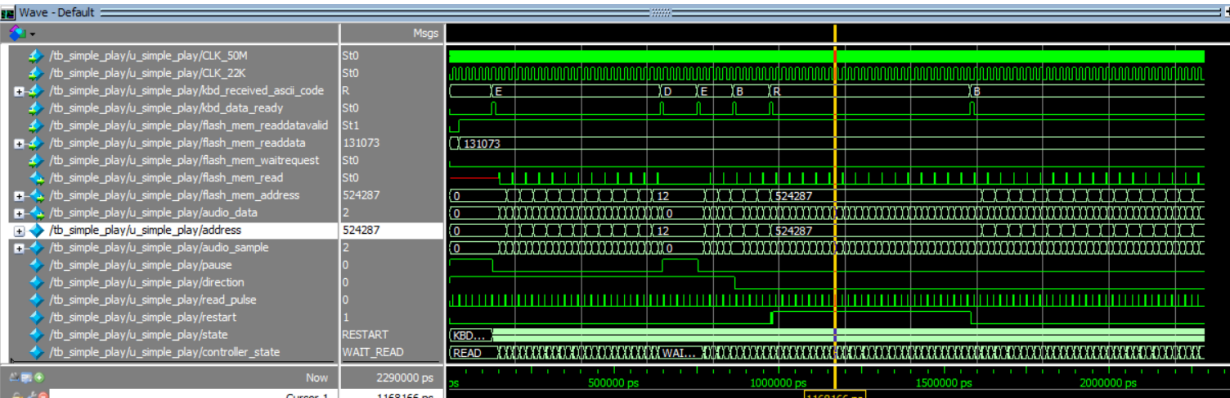 Wave - Default
Msgs
/tb_simple_play/u_simple_play/CLK_50M St0
/tb_simple_play/u_simple_play/CLK_22K St0
/tb_simple_play/u_simple_play/kbd_received_ascii_code R E D E B R B
/tb_simple_play/u_simple_play/kbd_data_ready St0
/tb_simple_play/u_simple_play/flash_mem_readdatavalid St1
/tb_simple_play/u_simple_play/flash_mem_readdata 131073 131073
/tb_simple_play/u_simple_play/flash_mem_waitrequest St0
/tb_simple_play/u_simple_play/flash_mem_read St0
/tb_simple_play/u_simple_play/flash_mem_address 524287 0 12 524287
/tb_simple_play/u_simple_play/audio_data 2 0 0
/tb_simple_play/u_simple_play/address 524287 0 12 524287
/tb_simple_play/u_simple_play/audio_sample 2 0 0
/tb_simple_play/u_simple_play/pause 0
/tb_simple_play/u_simple_play/direction 0
/tb_simple_play/u_simple_play/read_pulse 0
/tb_simple_play/u_simple_play/restart 1
/tb_simple_play/u_simple_play/state RESTART KBD...
/tb_simple_play/u_simple_play/controller_state WAIT_READ READ WAI...
Now 2290000 ps ps 500000 ps 1000000 ps 1500000 ps 2000000 ps
Cursor 1 1168166 ps 1168166 ps